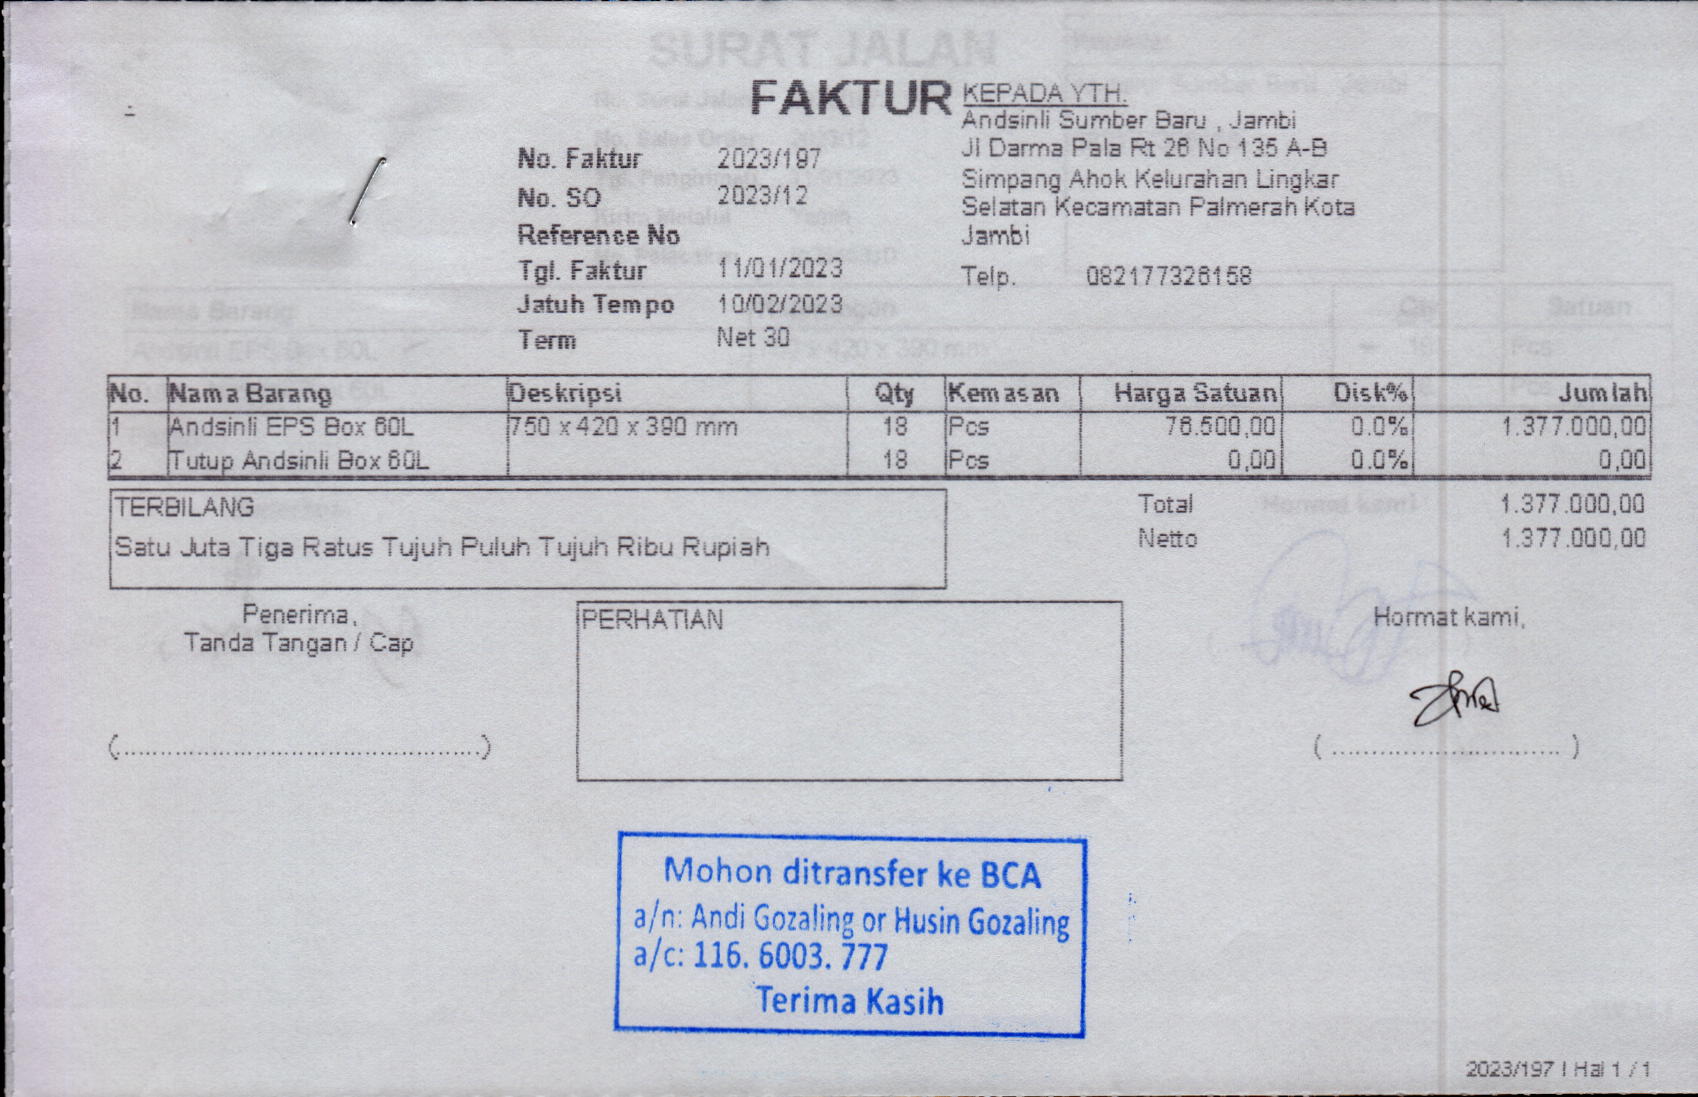 FAKTUR
KEPADA YTH.
Andsinli Sumber Baru , Jambi
Jl Darma Pala Rt 26 No 135 A-B
Simpang Ahok Kelurahan Lingkar
Selatan Kecamatan Palmerah Kota
Jambi
Telp. 082177326158
No. Faktur 2023/197
No. SO 2023/12
Reference No
Tgl. Faktur 11/01/2023
Jatuh Tempo 10/02/2023
Term Net 30
No. Nama Barang Deskripsi Qty Kemasan Harga Satuan Disk% Jumlah
1 Andsinli EPS Box 60L 750 x 420 x 390 mm 18 Pcs 76.500,00 0.0% 1.377.000,00
2 Tutup Andsinli Box 60L 18 Pcs 0,00 0.0% 0,00
TERBILANG
Satu Juta Tiga Ratus Tujuh Puluh Tujuh Ribu Rupiah
Total 1.377.000,00
Netto 1.377.000,00
Penerima,
Tanda Tangan / Cap
(................................................)
PERHATIAN
Hormat kami,
( ............................ )
Mohon ditransfer ke BCA
a/n: Andi Gozaling or Husin Gozaling
a/c: 116. 6003. 777
Terima Kasih
2023/197 | Hal 1 / 1
SURAT JALAN